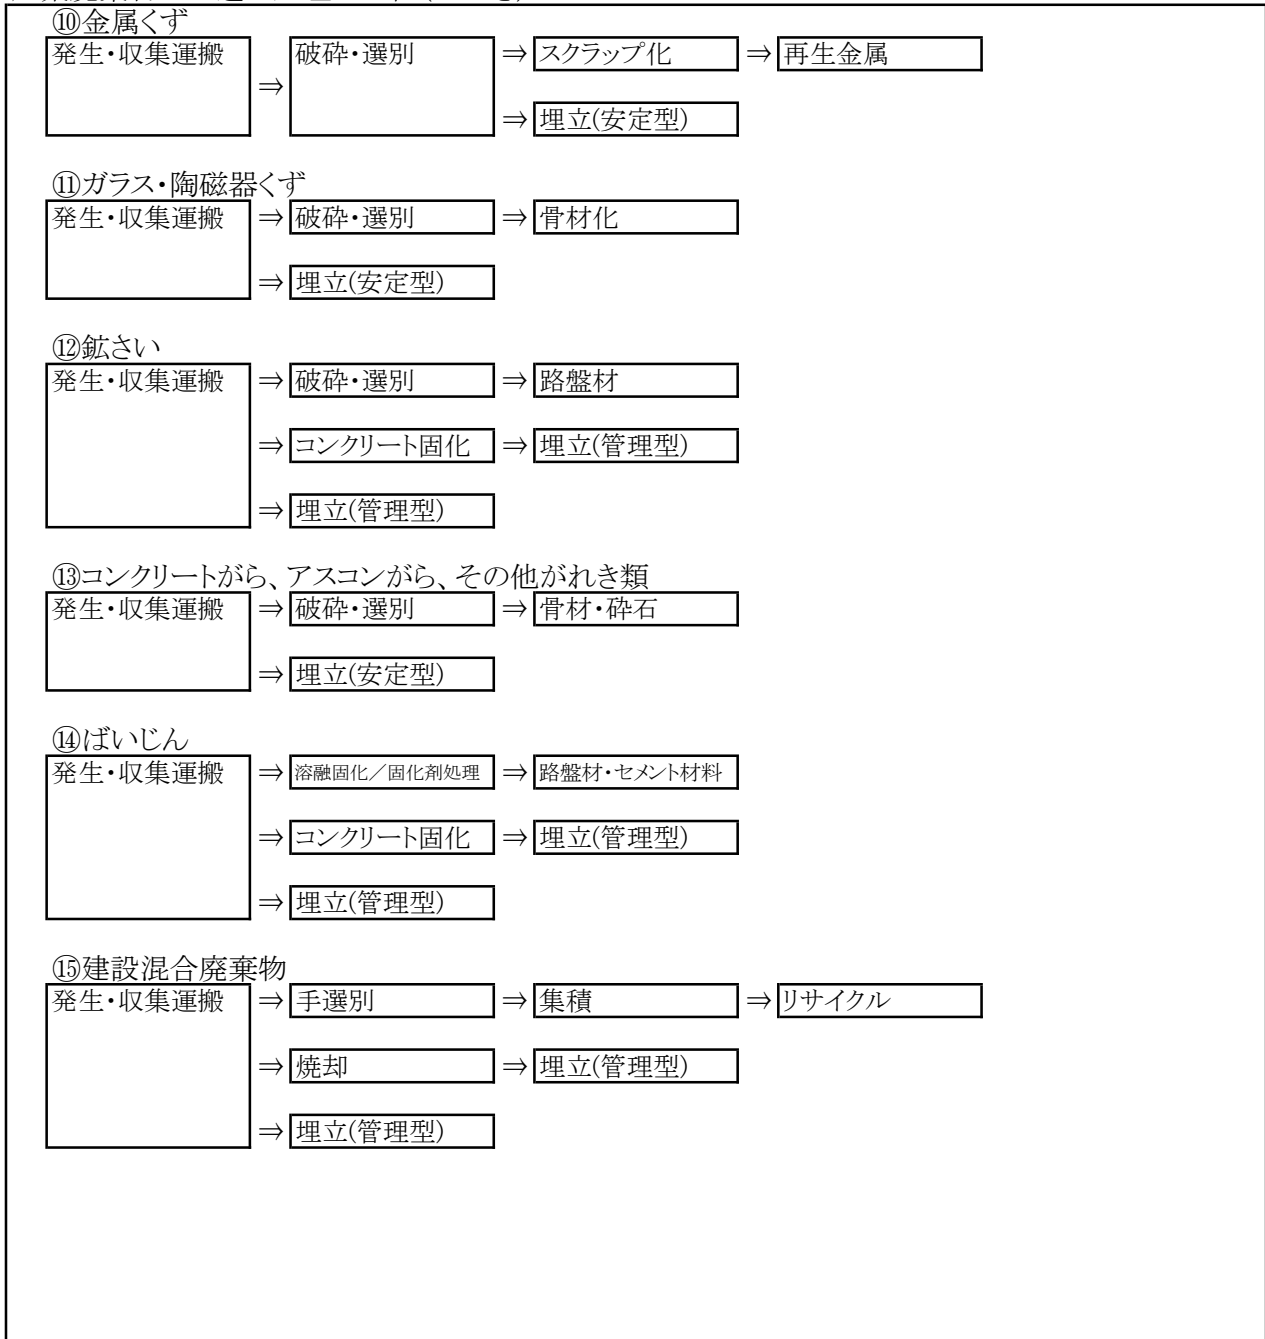 ⑩金属くず
発生・収集運搬 破砕・選別 ⇒ スクラップ化 ⇒ 再生金属
⇒
⇒ 埋立(安定型)
⑪ガラス・陶磁器くず
発生・収集運搬 ⇒ 破砕・選別 ⇒ 骨材化
⇒ 埋立(安定型)
⑫鉱さい
発生・収集運搬 ⇒ 破砕・選別 ⇒ 路盤材
⇒ コンクリート固化 ⇒ 埋立(管理型)
⇒ 埋立(管理型)
⑬コンクリートがら、アスコンがら、その他がれき類
発生・収集運搬 ⇒ 破砕・選別 ⇒ 骨材・砕石
⇒ 埋立(安定型)
⑭ばいじん
発生・収集運搬 ⇒ 溶融固化／固化剤処理 ⇒ 路盤材・セメント材料
⇒ コンクリート固化 ⇒ 埋立(管理型)
⇒ 埋立(管理型)
⑮建設混合廃棄物
発生・収集運搬 ⇒ 手選別 ⇒ 集積 ⇒ リサイクル
⇒ 焼却 ⇒ 埋立(管理型)
⇒ 埋立(管理型)